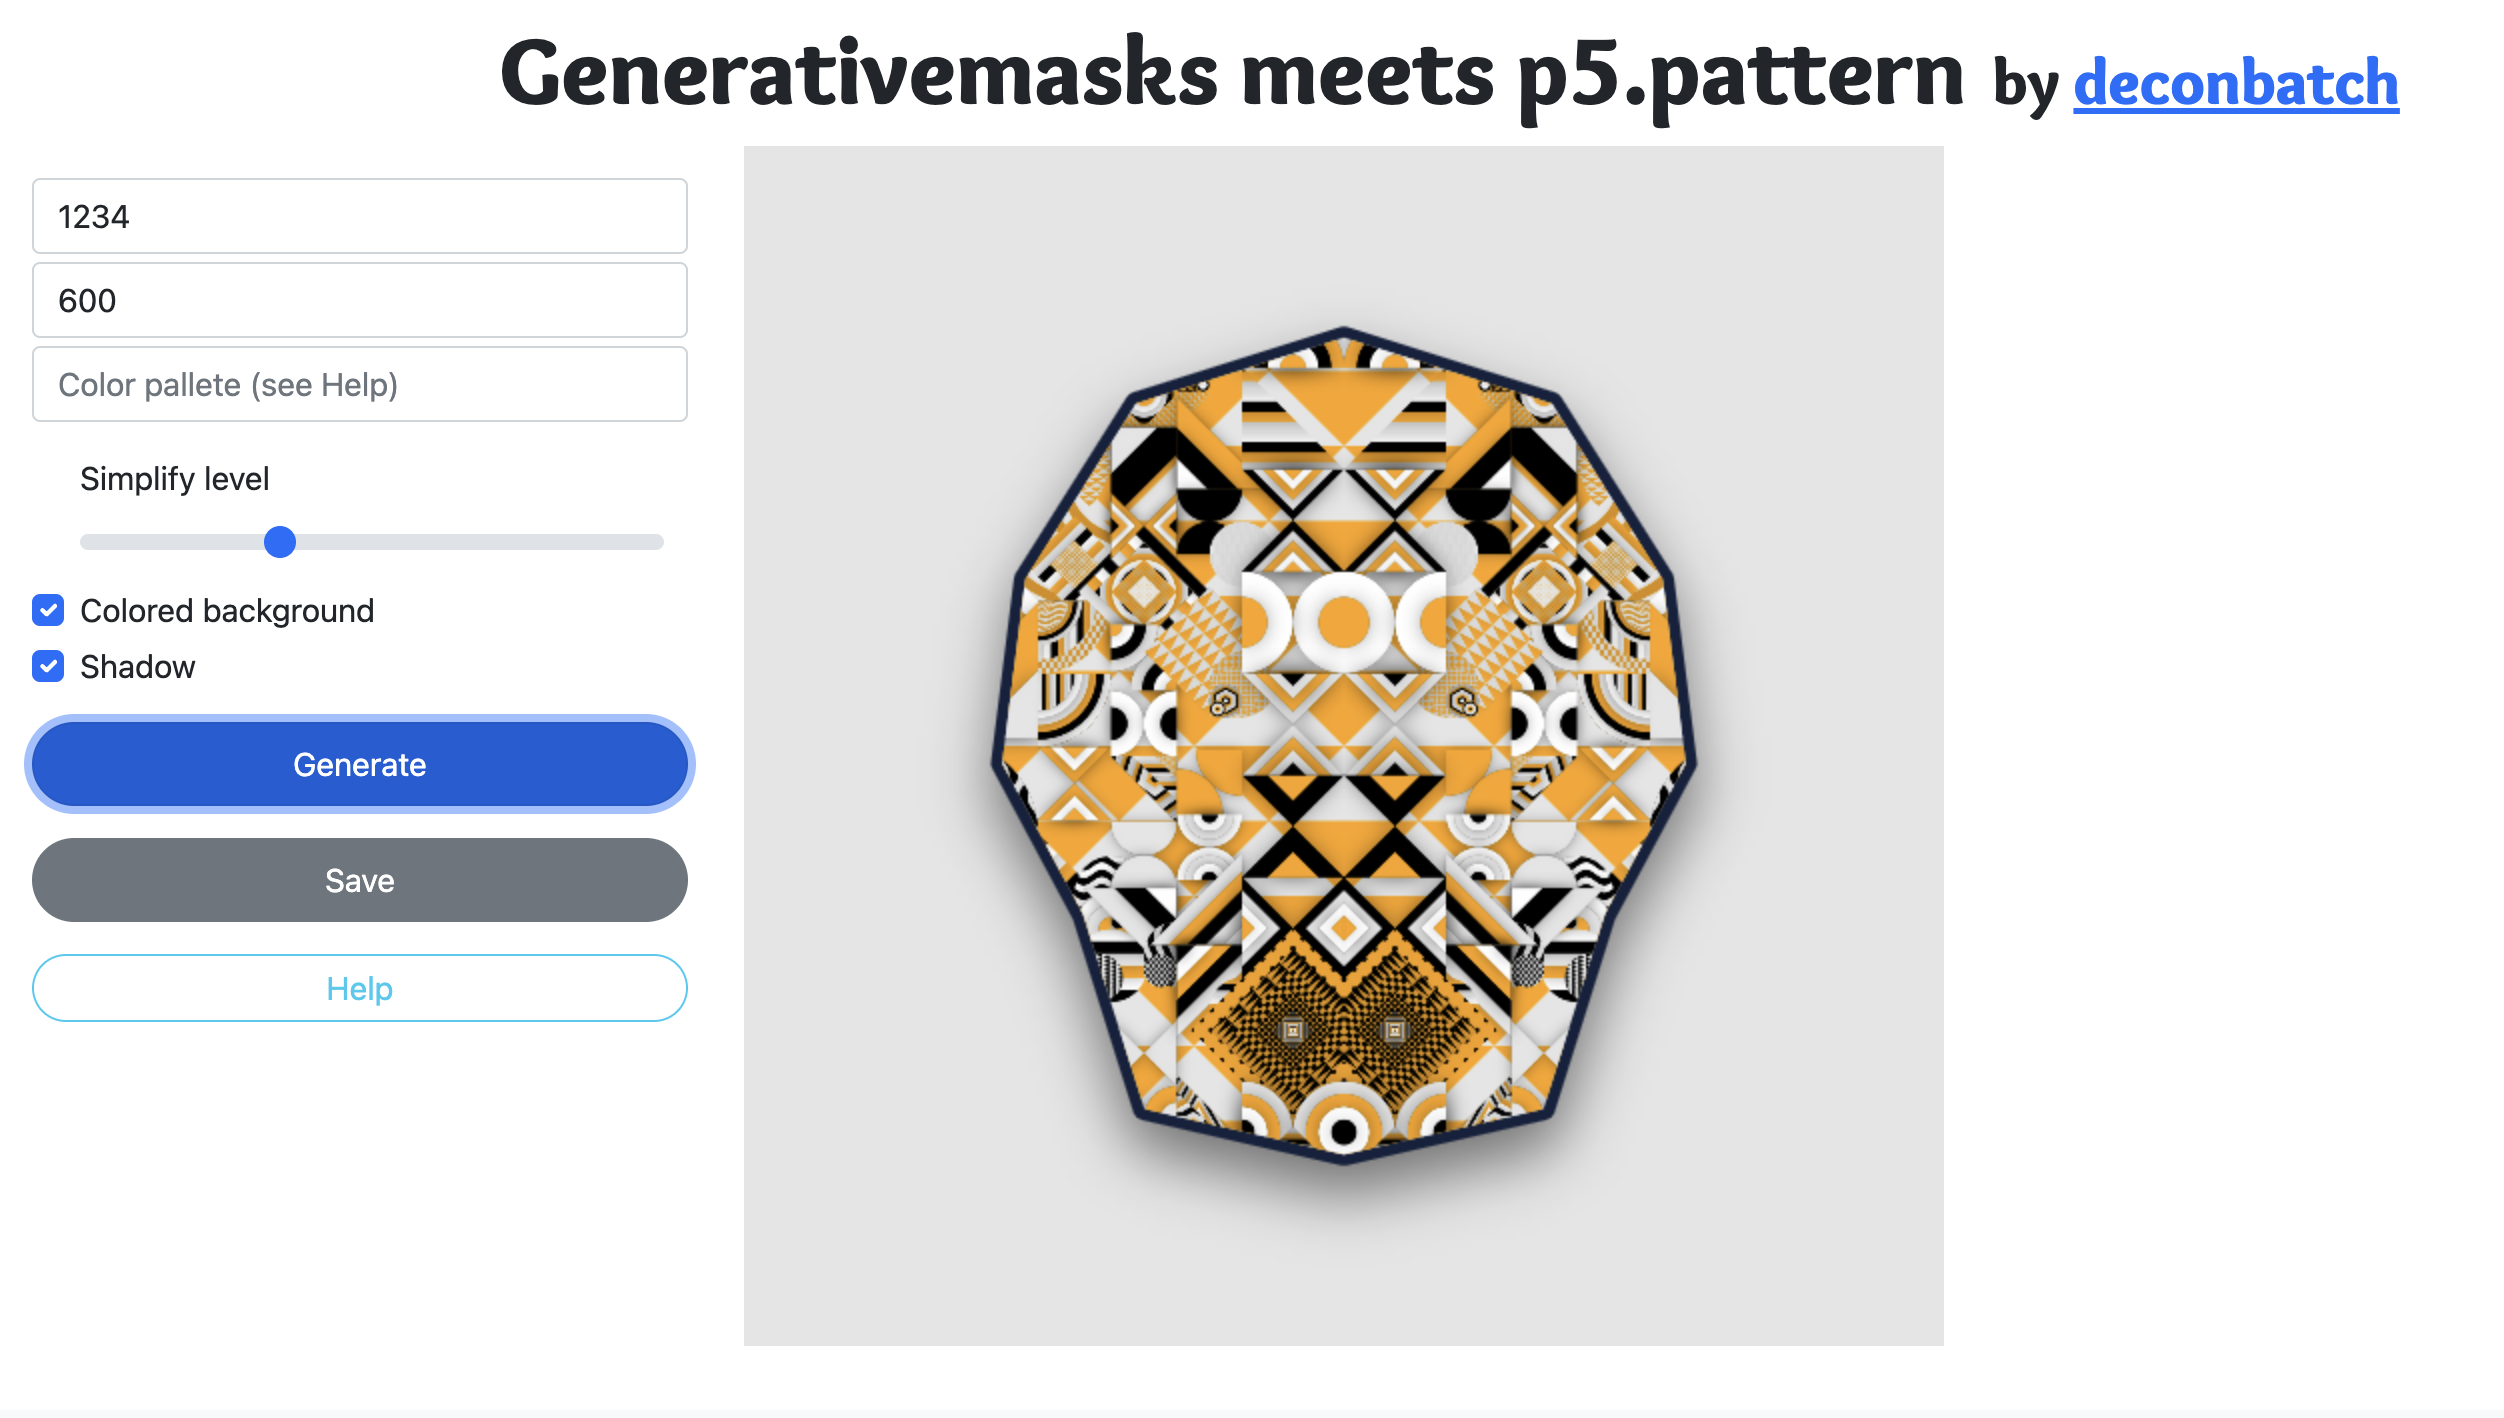 Generativemasks meets p5.pattern by deconbatch
1234
600
Color pallete (see Help)
Simplify level
Colored background
Shadow
Generate
Save
Help